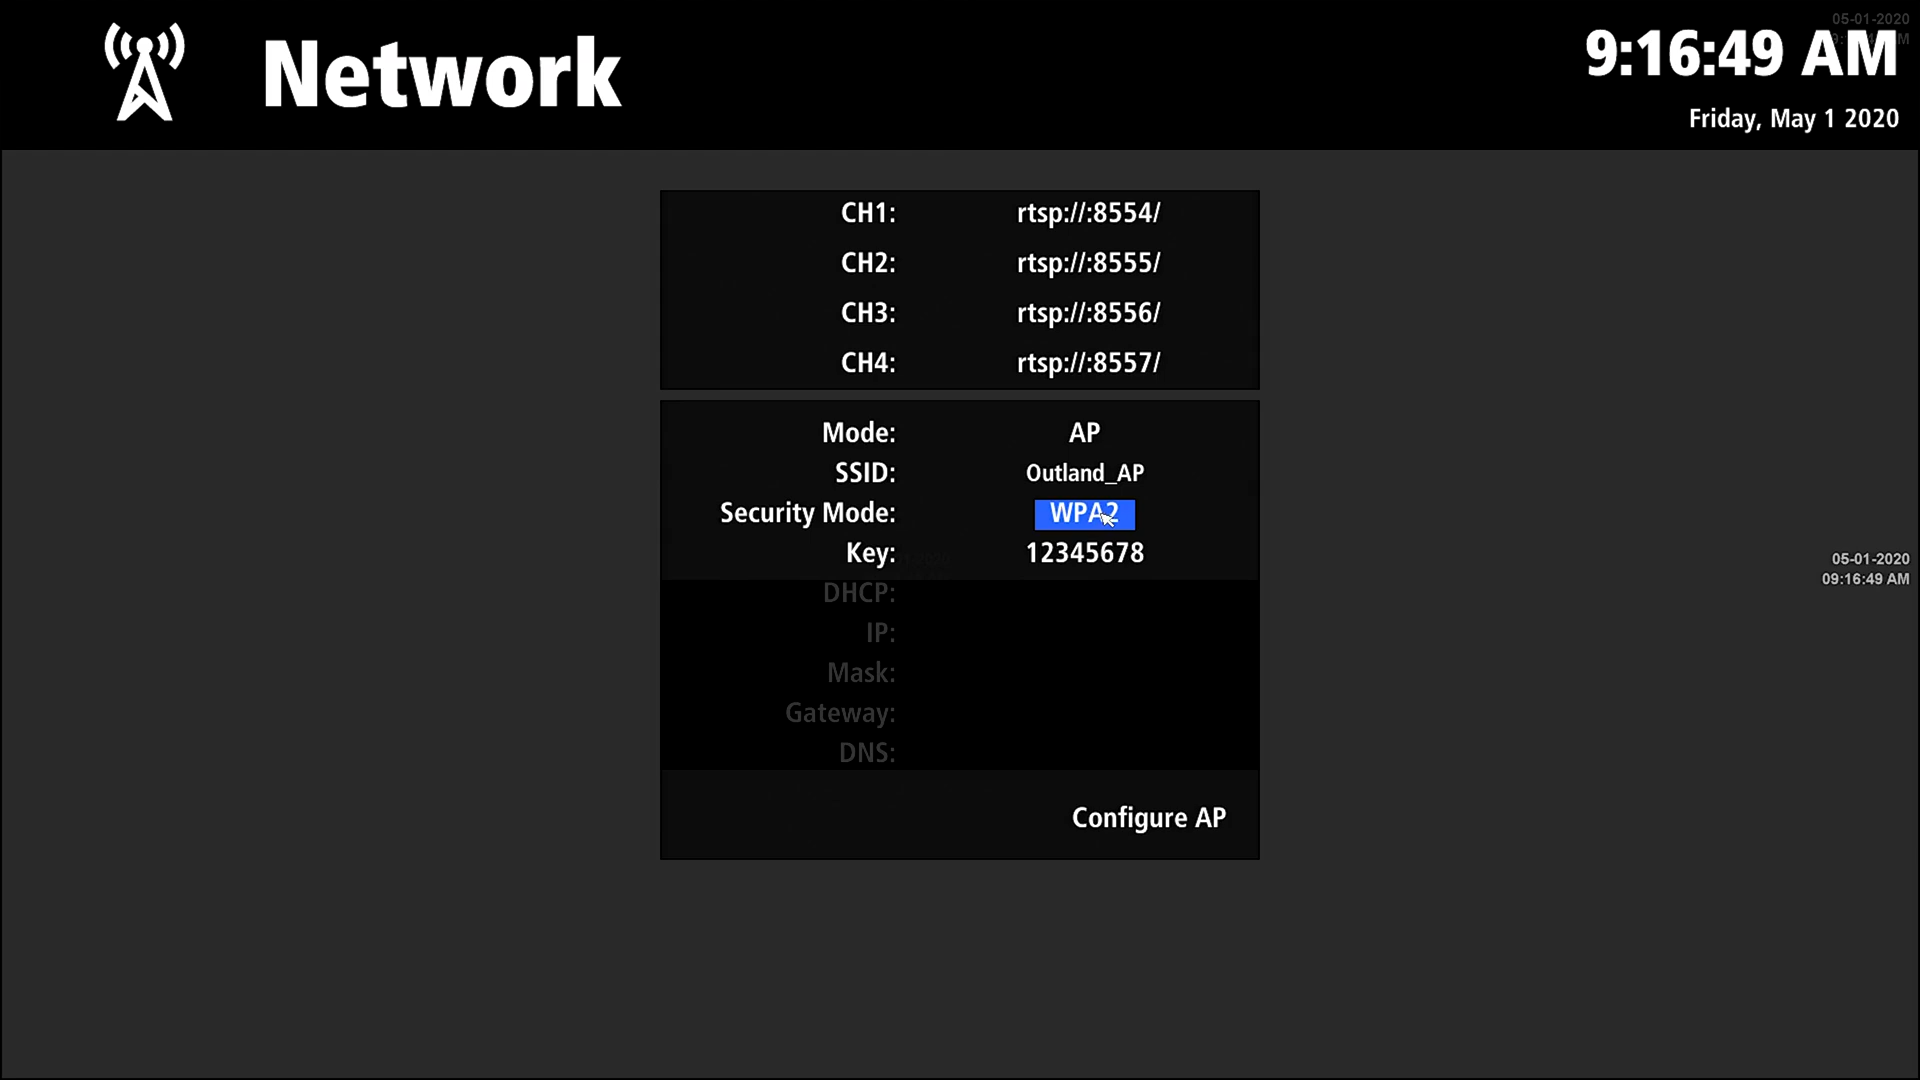 05-01-2020
Network
9:16:49 AM
Friday, May 1 2020
CH1: rtsp://:8554/
CH2: rtsp://:8555/
CH3: rtsp://:8556/
CH4: rtsp://:8557/
Mode: AP
SSID: Outland_AP
Security Mode: WPA2
Key: 12345678
05-01-2020
09:16:49 AM
DHCP:
IP:
Mask:
Gateway:
DNS:
Configure AP